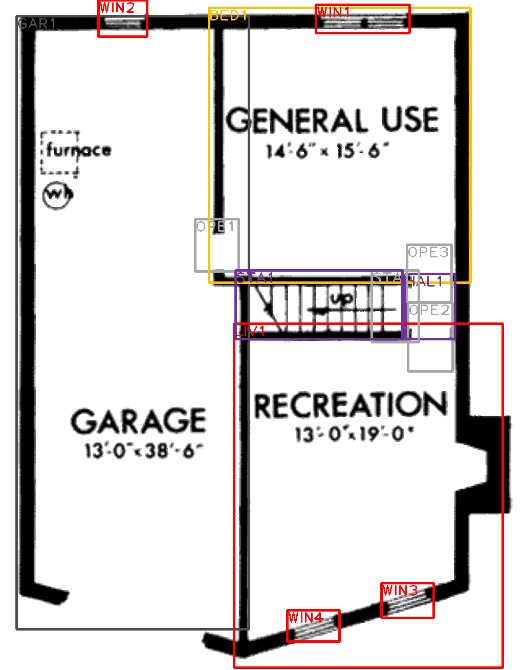 WIN2
WIN1
GAR1
BED1
GENERAL USE
14'-6" x 15'-6"
furnace
wh
OPE1
OPE3
STA1
HAL1
up
OPE2
LIV1
RECREATION
13'-0" x 19'-0"
GARAGE
13'-0" x 38'-6"
WIN3
WIN4